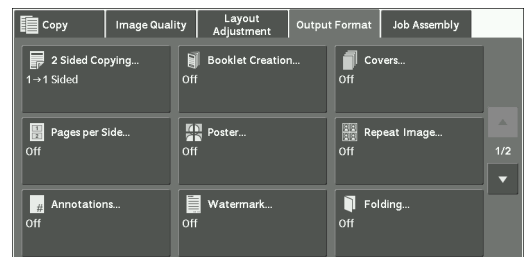 Copy
Image Quality
Layout
Adjustment
Output Format
Job Assembly
2 Sided Copying...
1→1 Sided
Booklet Creation...
Off
Covers...
Off
Pages per Side...
Off
Poster...
Off
Repeat Image...
Off
1/2
Annotations...
Off
Watermark...
Off
Folding...
Off